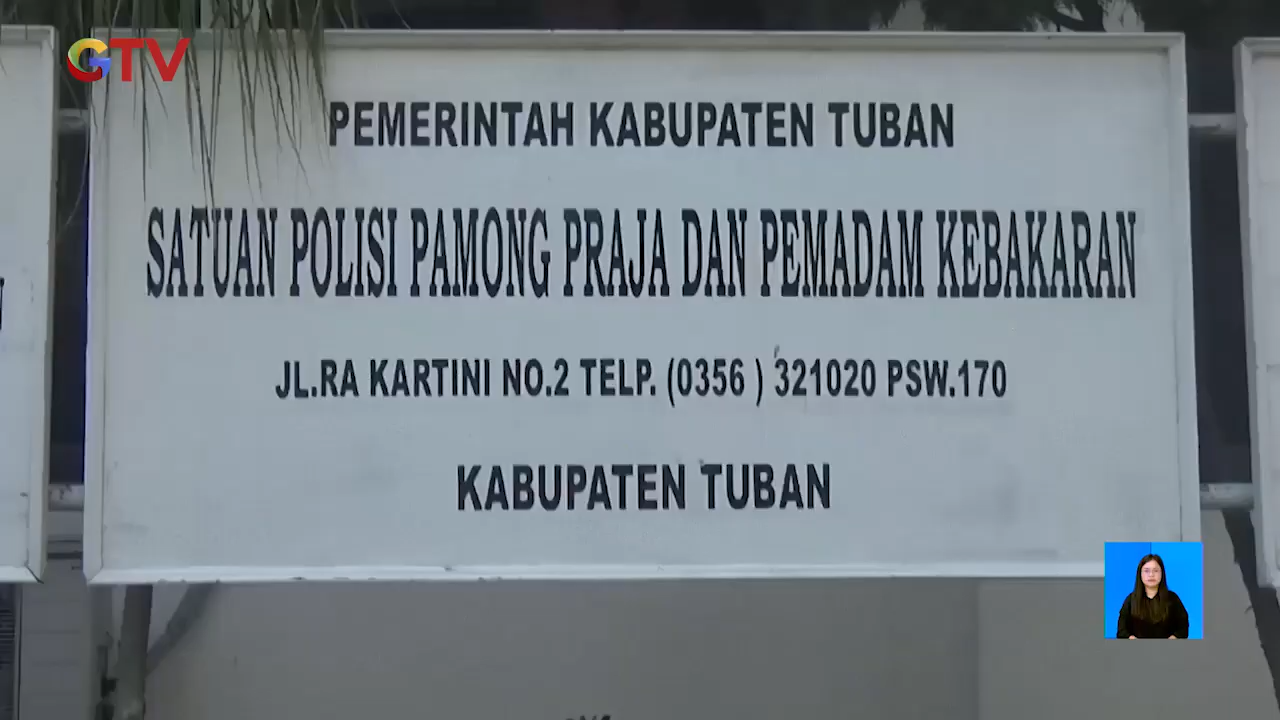 GTV
PEMERINTAH KABUPATEN TUBAN
SATUAN POLISI PAMONG PRAJA DAN PEMADAM KEBAKARAN
JL.RA KARTINI NO.2 TELP. (0356 ) 321020 PSW.170
KABUPATEN TUBAN